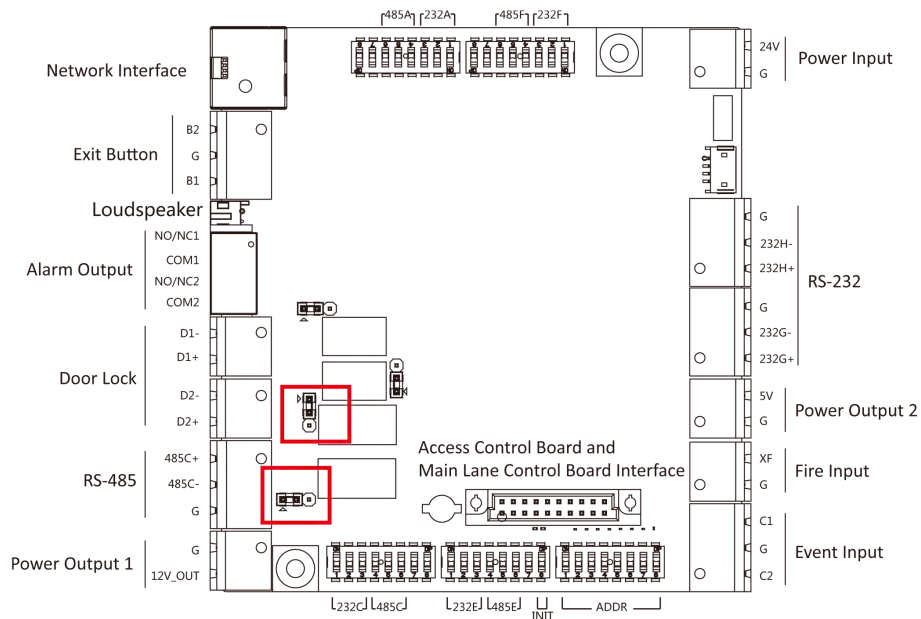 485A 232A 485F 232F
Network Interface
24V
G
Power Input
Exit Button
B2
G
B1
Loudspeaker
Alarm Output
NO/NC1
COM1
NO/NC2
COM2
G
232H-
232H+
RS-232
G
232G-
232G+
Door Lock
D1-
D1+
D2-
D2+
5V
G
Power Output 2
RS-485
485C+
485C-
G
Access Control Board and
Main Lane Control Board Interface
XF
G
Fire Input
C1
G
C2
Event Input
Power Output 1
G
12V_OUT
232C 485C 232E 485E INIT ADDR